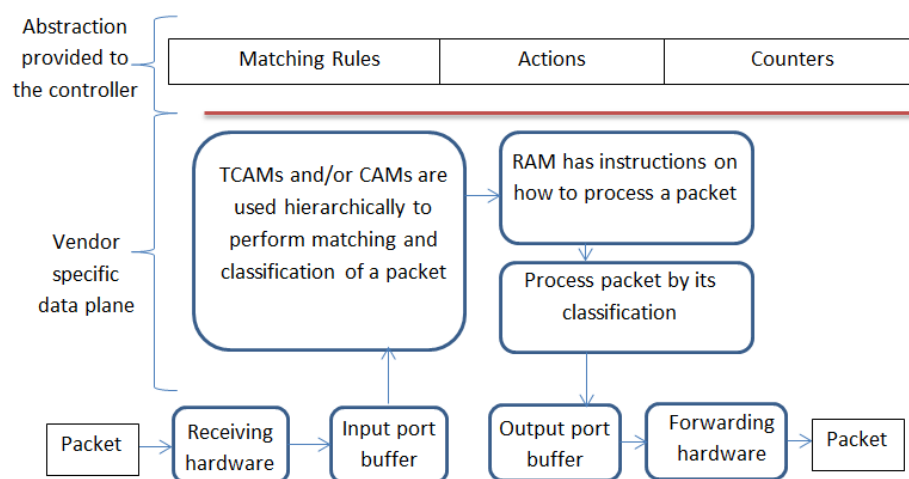 Abstraction
provided to
the controller
Matching Rules
Actions
Counters
Vendor
specific
data plane
TCAMs and/or CAMs are
used hierarchically to
perform matching and
classification of a packet
RAM has instructions on
how to process a packet
Process packet by its
classification
Packet
Receiving
hardware
Input port
buffer
Output port
buffer
Forwarding
hardware
Packet